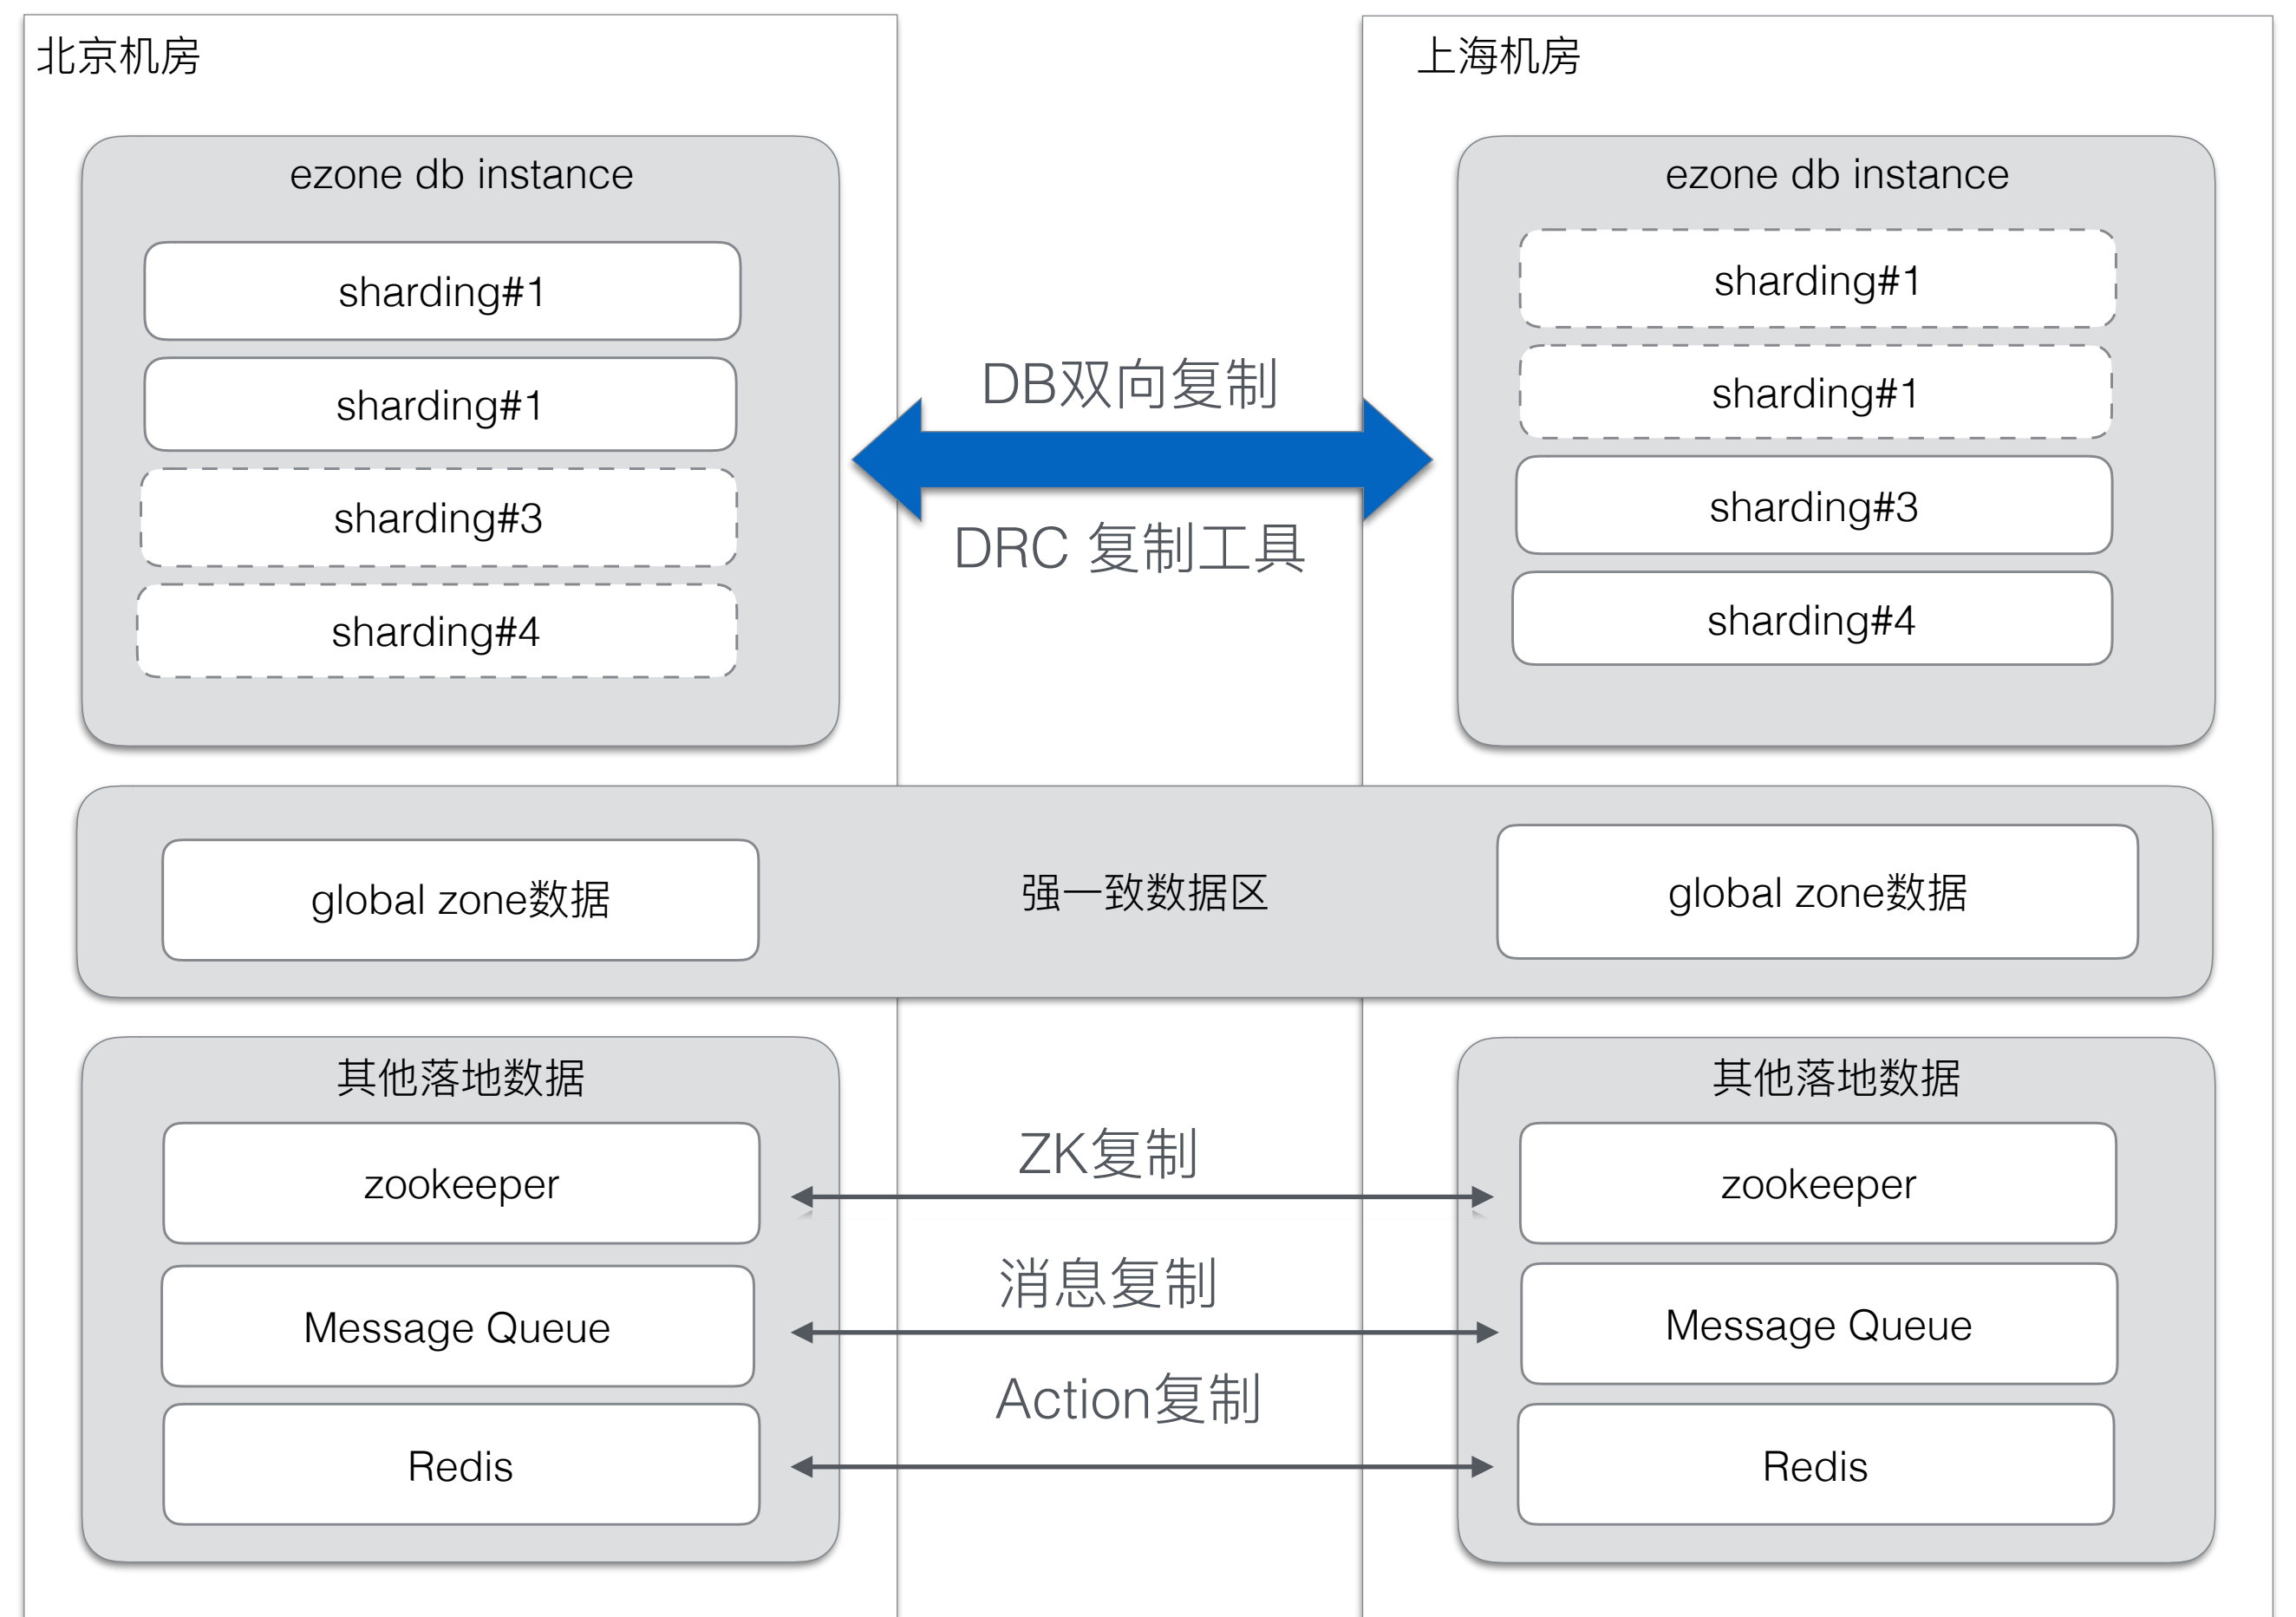 北京机房
ezone db instance
sharding#1
sharding#1
sharding#3
sharding#4
DB双向复制
DRC 复制工具
上海机房
ezone db instance
sharding#1
sharding#1
sharding#3
sharding#4
global zone数据
强一致数据区
global zone数据
其他落地数据
zookeeper
Message Queue
Redis
ZK复制
消息复制
Action复制
其他落地数据
zookeeper
Message Queue
Redis